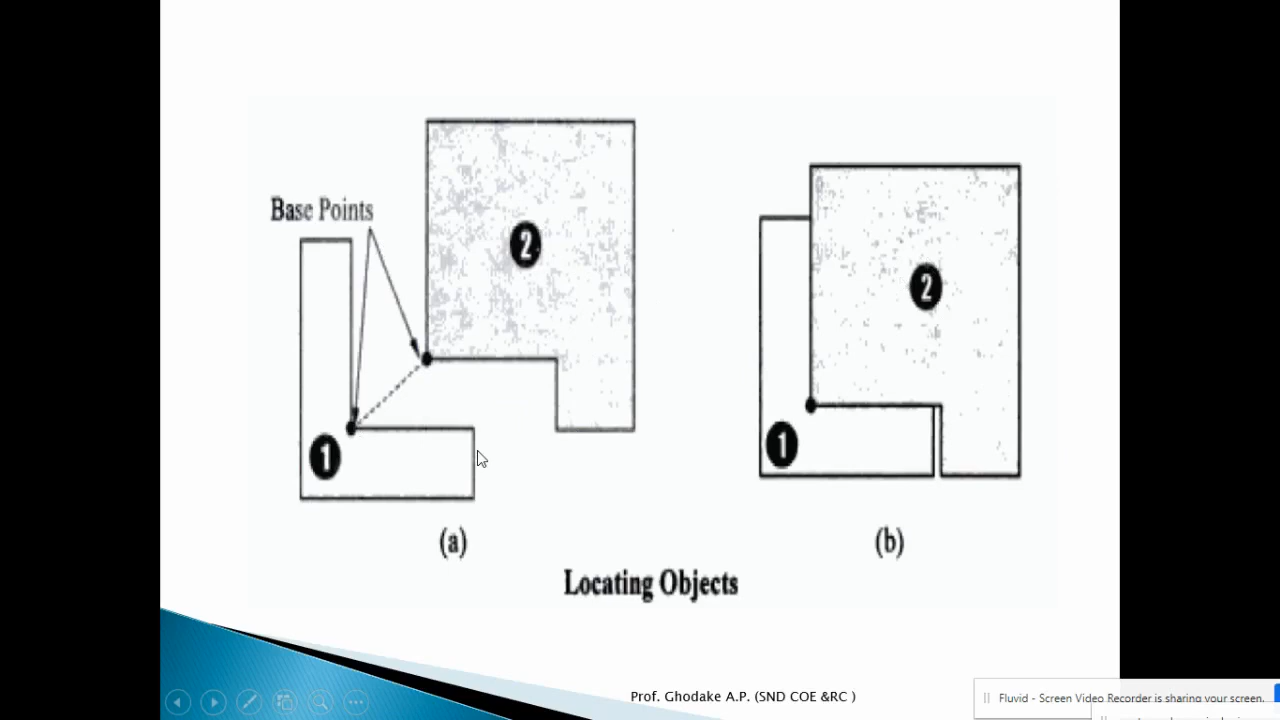 Base Points
2
1
2
1
(a)
(b)
Locating Objects
Prof. Ghodake A.P. (SND COE &RC )
Fluvid - Screen Video Recorder is sharing your screen.